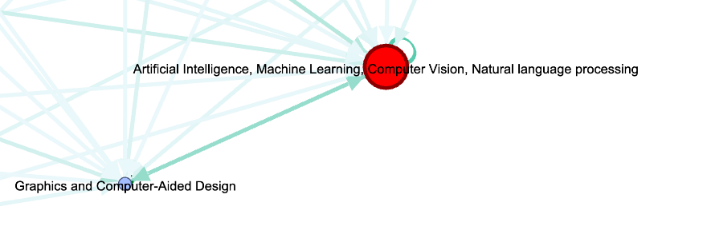 Artificial Intelligence, Machine Learning, Computer Vision, Natural language processing
Graphics and Computer-Aided Design